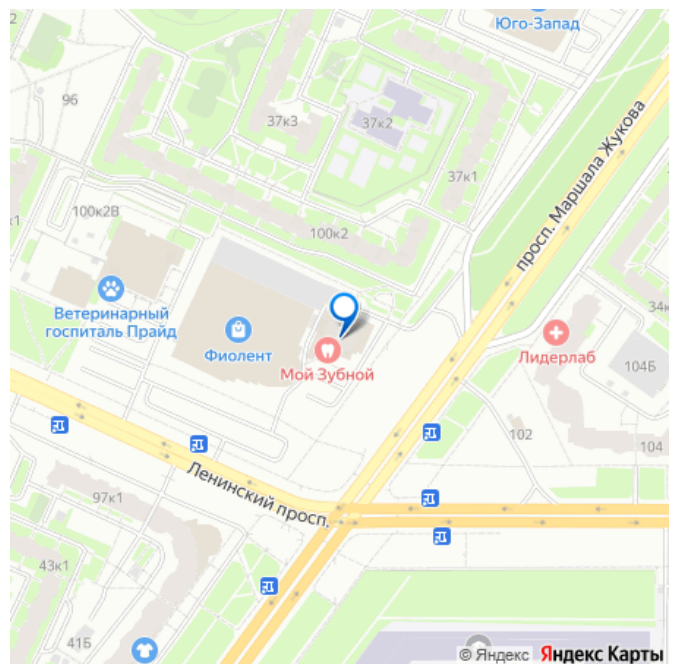 Юго-Запад
96
37к3
37к2
просп. Маршала Жукова
37к1
100к2В
к1
100к2
Ветеринарный
госпиталь Прайд
Фиолент
Мой Зубной
34к
Лидерлаб
104Б
102
104
Ленинский просп.
97к1
43к1
41Б
© Яндекс Яндекс Карты